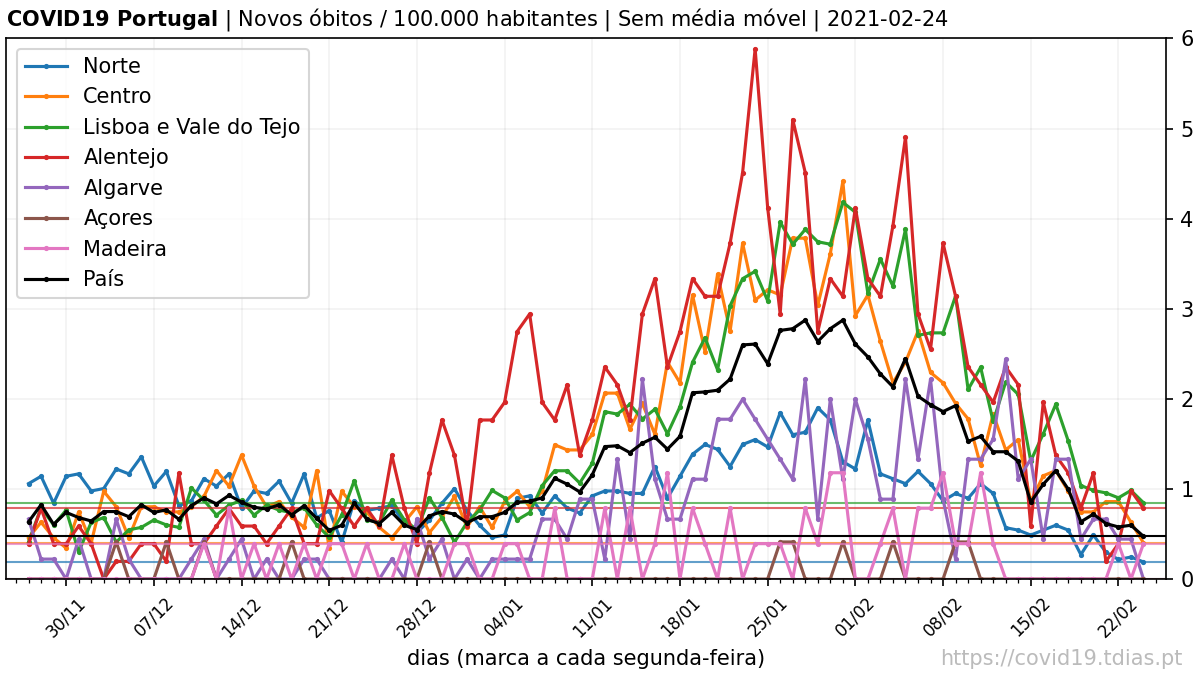 COVID19 Portugal | Novos óbitos / 100.000 habitantes | Sem média móvel | 2021-02-24
Norte
Centro
Lisboa e Vale do Tejo
Alentejo
Algarve
Açores
Madeira
País
6
5
4
3
2
1
0
30/11 07/12 14/12 21/12 28/12 04/01 11/01 18/01 25/01 01/02 08/02 15/02 22/02
dias (marca a cada segunda-feira)
https://covid19.tdias.pt